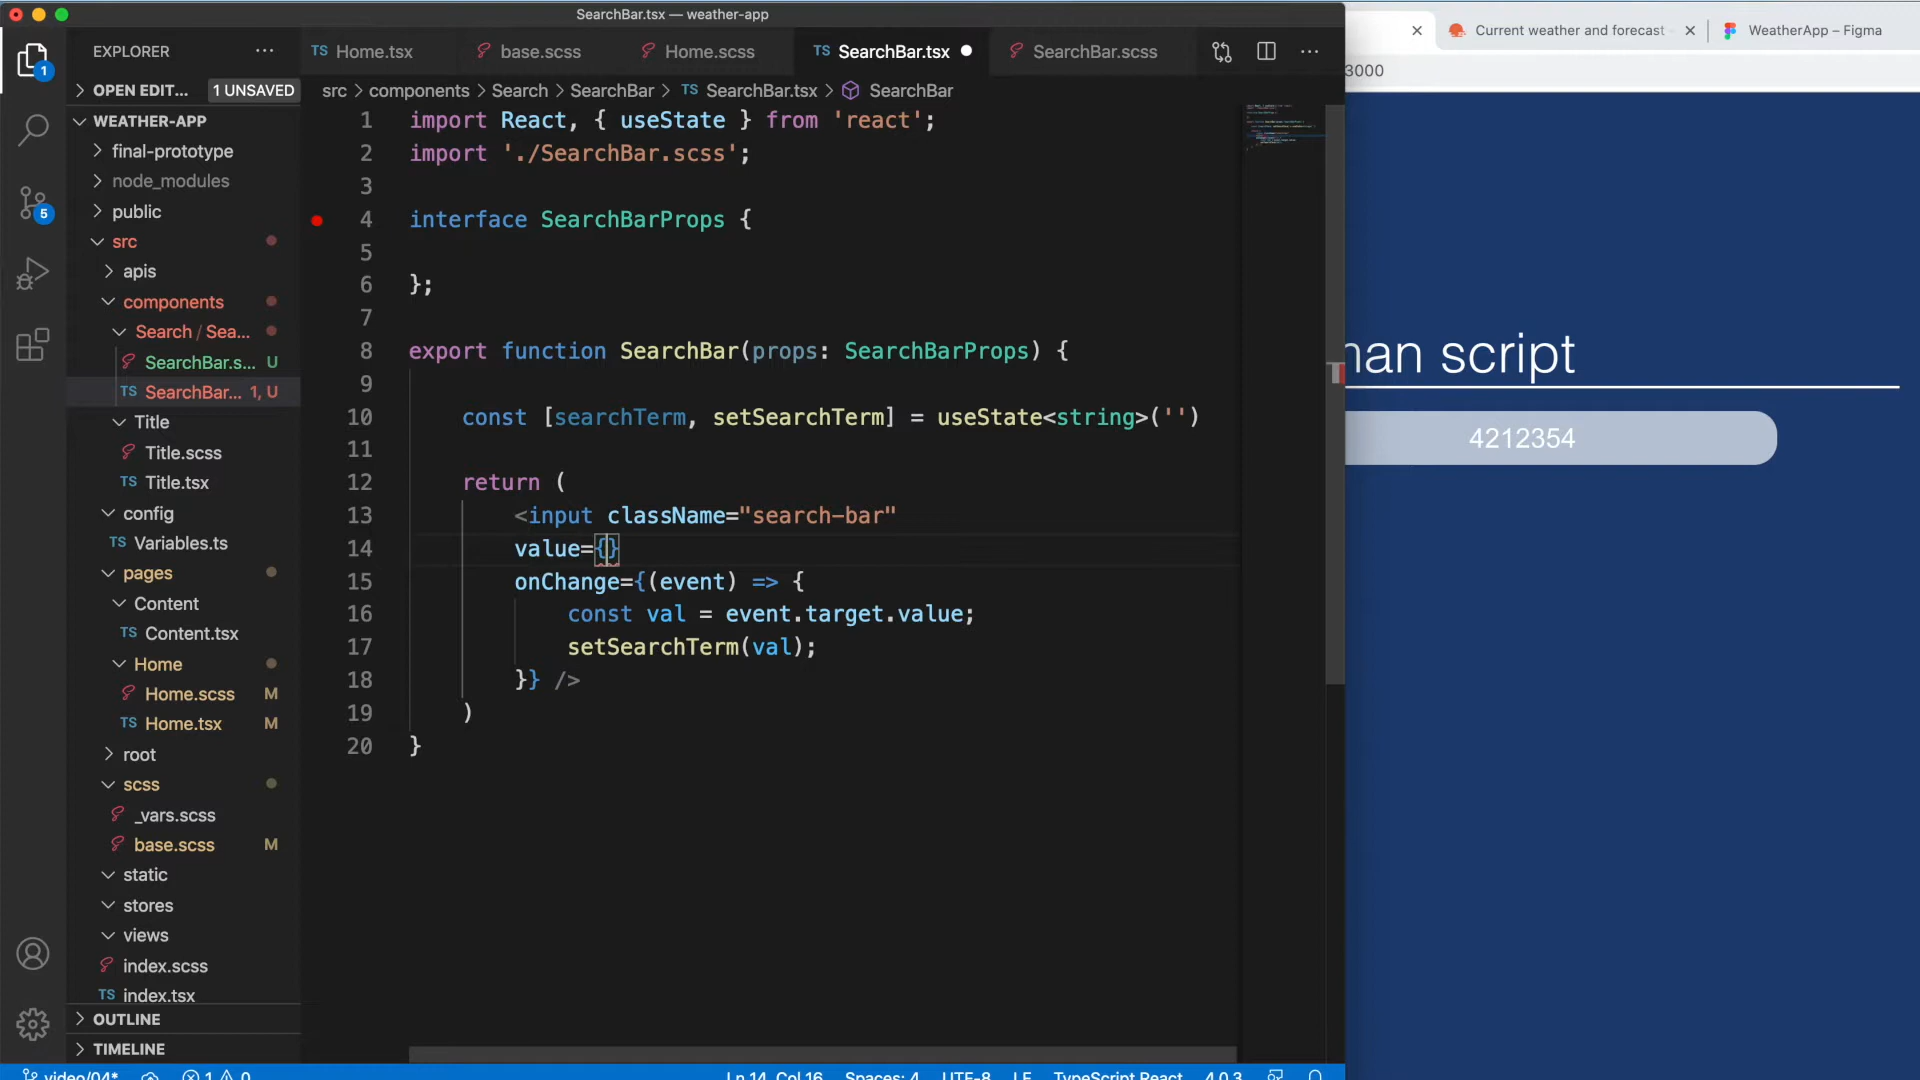 SearchBar.tsx — weather-app
EXPLORER
Home.tsx
base.scss
Home.scss
TS SearchBar.tsx
SearchBar.scss
Current weather and forecast
WeatherApp – Figma
TS
3000
OPEN EDIT...
1 UNSAVED
src > components > Search > SearchBar > TS SearchBar.tsx > SearchBar
WEATHER-APP
final-prototype
node_modules
public
src
apis
components
Search / Sea...
SearchBar.s... U
TS SearchBar... 1, U
Title
Title.scss
TS Title.tsx
config
TS Variables.ts
pages
Content
TS Content.tsx
Home
Home.scss M
TS Home.tsx M
root
scss
_vars.scss
base.scss M
static
stores
views
index.scss
TS index.tsx
OUTLINE
TIMELINE
1
5
1 import React, { useState } from 'react';
2 import './SearchBar.scss';
3
4 interface SearchBarProps {
5
6 };
7
8 export function SearchBar(props: SearchBarProps) {
9
10 const [searchTerm, setSearchTerm] = useState<string>('')
11
12 return (
13 <input className="search-bar"
14 value={}
15 onChange={(event) => {
16 const val = event.target.value;
17 setSearchTerm(val);
18 }} />
19 )
20 }
man script
4212354
video/04* 1 0 Ln 14, Col 16 Spaces: 4 UTF-8 LF TypeScript React 4.0.3